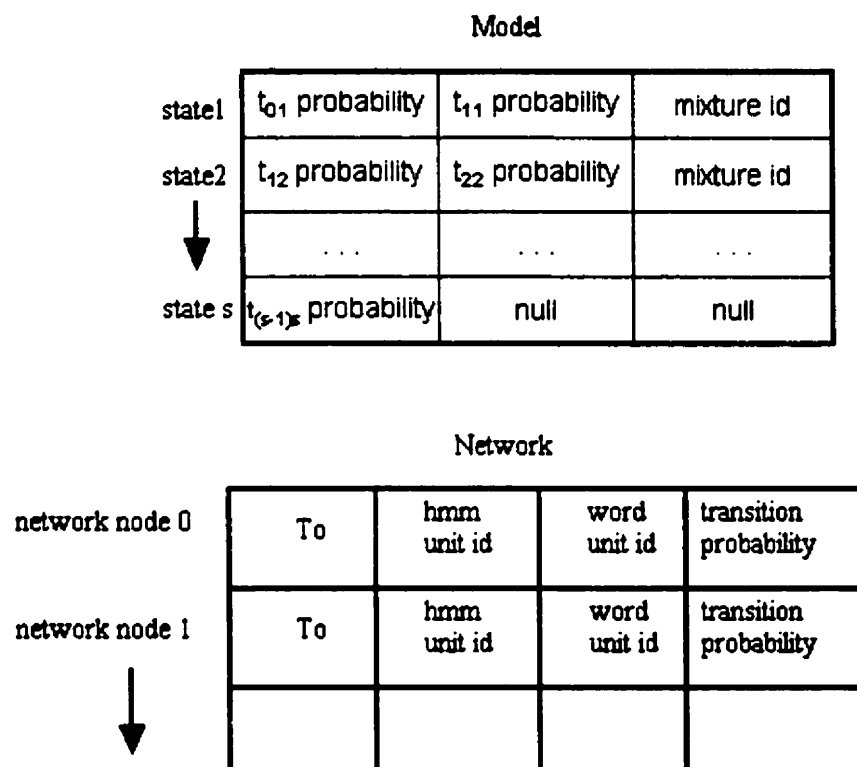 Model
state1 t01 probability t11 probability mixture id
state2 t12 probability t22 probability mixture id
... ... ...
state s t(s-1)s probability null null
Network
network node 0 To hmm unit id word unit id transition probability
network node 1 To hmm unit id word unit id transition probability